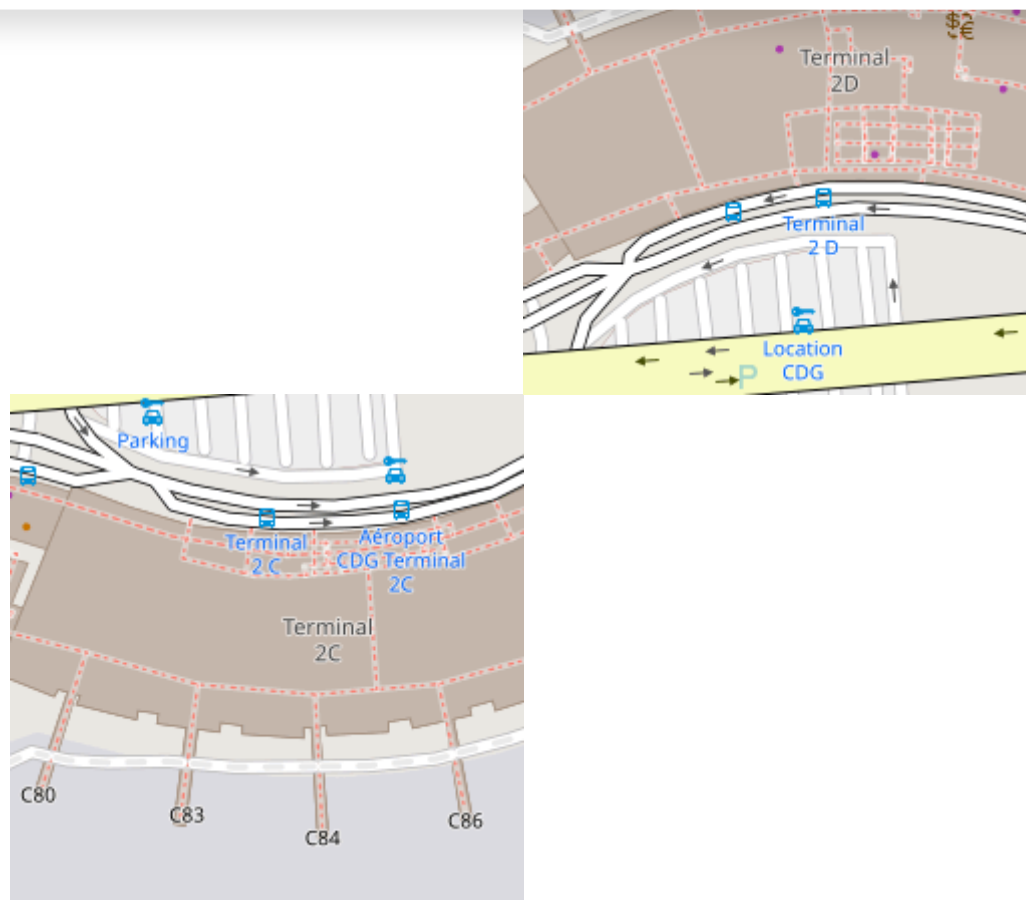 $€
Terminal
2D
Terminal
2 D
Location
CDG
P
Parking
Terminal
2 C
Aéroport
CDG Terminal
2C
Terminal
2C
C80
C83
C84
C86